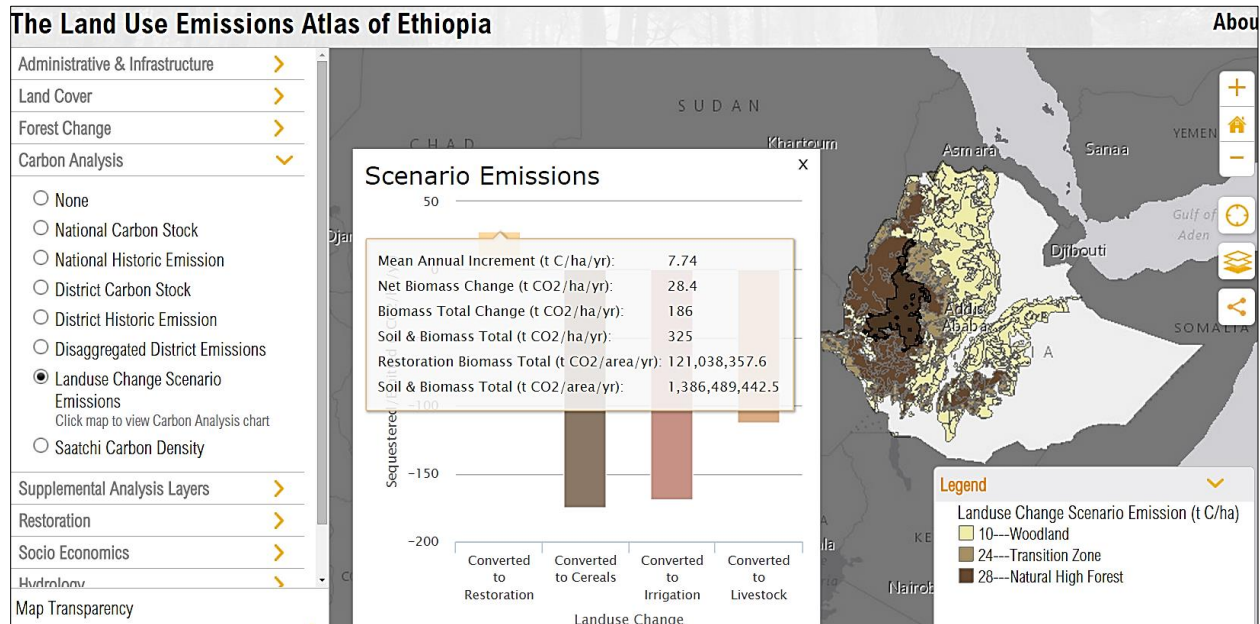 The Land Use Emissions Atlas of Ethiopia
Abou
Administrative & Infrastructure
Land Cover
Forest Change
Carbon Analysis
None
National Carbon Stock
National Historic Emission
District Carbon Stock
District Historic Emission
Disaggregated District Emissions
Landuse Change Scenario
Emissions
Click map to view Carbon Analysis chart
Saatchi Carbon Density
Supplemental Analysis Layers
Restoration
Socio Economics
Hydrology
Map Transparency
SUDAN
CHAD
Khartoum
Asmara
Sanaa
YEMEN
Gulf of
Aden
Djibouti
Addis
Ababa
SOMALIA
Scenario Emissions
x
50
Mean Annual Increment (t C/ha/yr): 7.74
Net Biomass Change (t CO2/ha/yr): 28.4
Biomass Total Change (t CO2/ha/yr): 186
Soil & Biomass Total (t CO2/ha/yr): 325
Restoration Biomass Total (t CO2/area/yr): 121,038,357.6
Soil & Biomass Total (t CO2/area/yr): 1,386,489,442.5
-100
-150
-200
Sequestered
Converted
to
Restoration
Converted
to Cereals
Converted
to
Irrigation
Converted
to
Livestock
Landuse Change
Nairob
Legend
Landuse Change Scenario Emission (t C/ha)
10---Woodland
24---Transition Zone
28---Natural High Forest